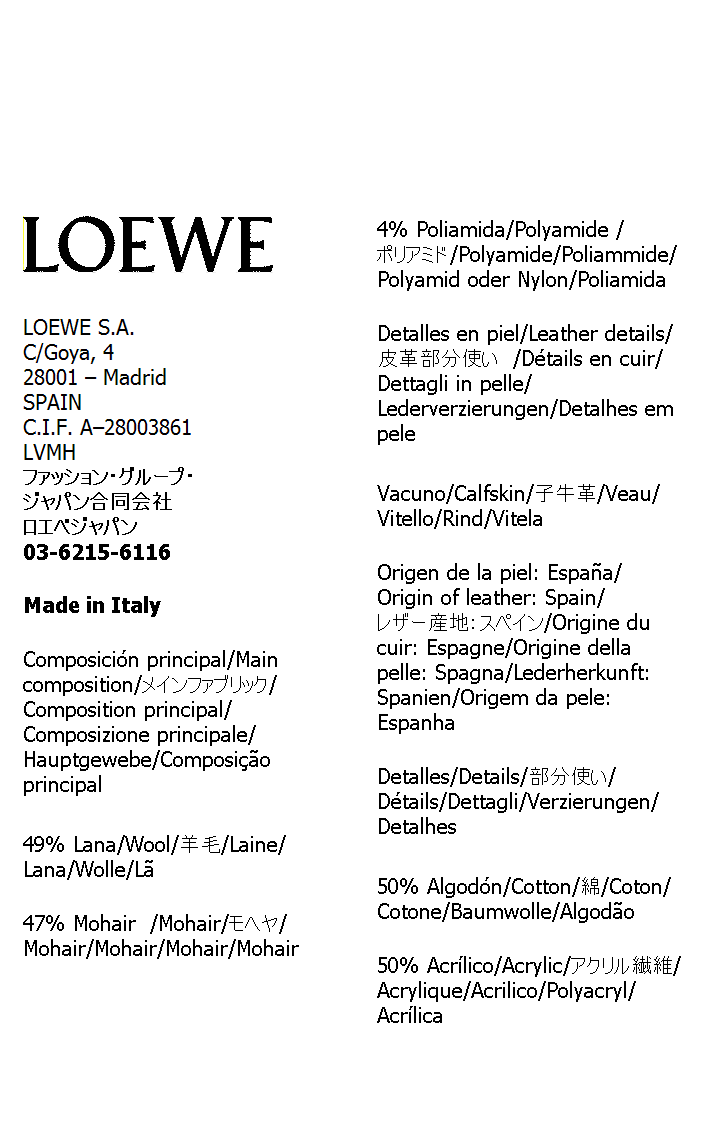 LOEWE
LOEWE S.A.
C/Goya, 4
28001 – Madrid
SPAIN
C.I.F. A–28003861
LVMH
ファッション・グループ・
ジャパン合同会社
ロエベジャパン
03-6215-6116
Made in Italy
Composición principal/Main
composition/メインファブリック/
Composition principal/
Composizione principale/
Hauptgewebe/Composição
principal
49% Lana/Wool/羊毛/Laine/
Lana/Wolle/Lã
47% Mohair /Mohair/モヘヤ/
Mohair/Mohair/Mohair/Mohair
4% Poliamida/Polyamide /
ポリアミド/Polyamide/Poliammide/
Polyamid oder Nylon/Poliamida
Detalles en piel/Leather details/
皮革部分使い /Détails en cuir/
Dettagli in pelle/
Lederverzierungen/Detalhes em
pele
Vacuno/Calfskin/子牛革/Veau/
Vitello/Rind/Vitela
Origen de la piel: España/
Origin of leather: Spain/
レザー産地: スペイン/Origine du
cuir: Espagne/Origine della
pelle: Spagna/Lederherkunft:
Spanien/Origem da pele:
Espanha
Detalles/Details/部分使い/
Détails/Dettagli/Verzierungen/
Detalhes
50% Algodón/Cotton/綿/Coton/
Cotone/Baumwolle/Algodão
50% Acrílico/Acrylic/アクリル繊維/
Acrylique/Acrilico/Polyacryl/
Acrílica